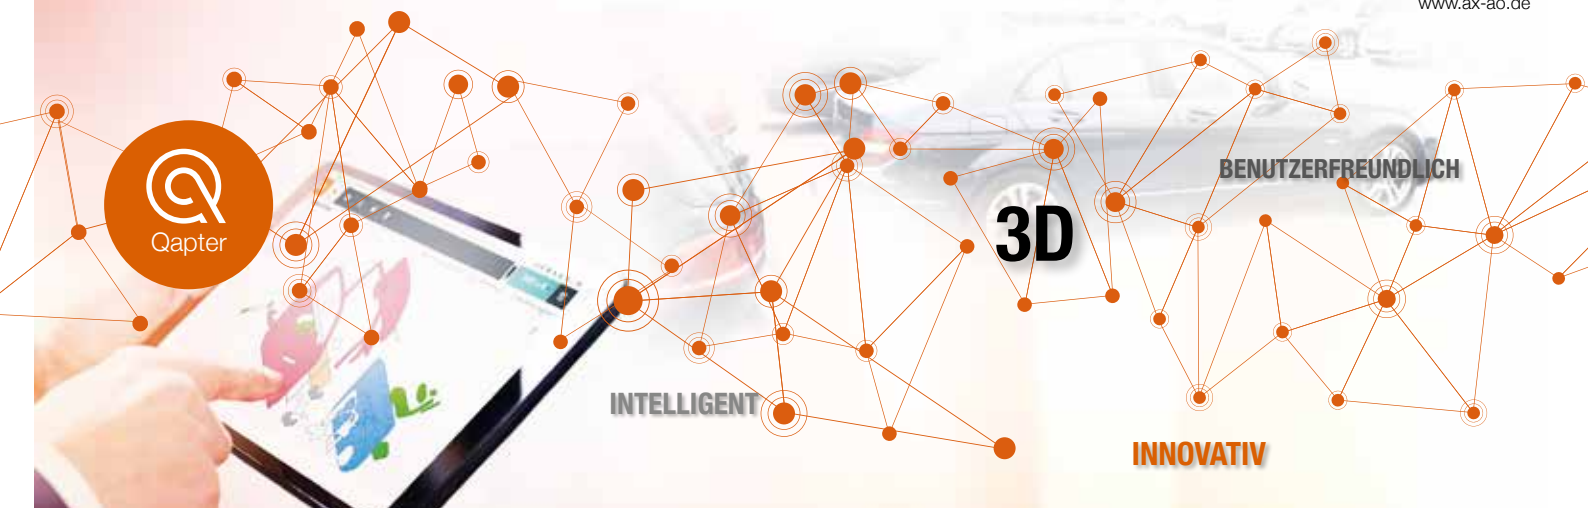 www.ax-ao.de
BENUTZERFREUNDLICH
Qapter
3D
INTELLIGENT
INNOVATIV